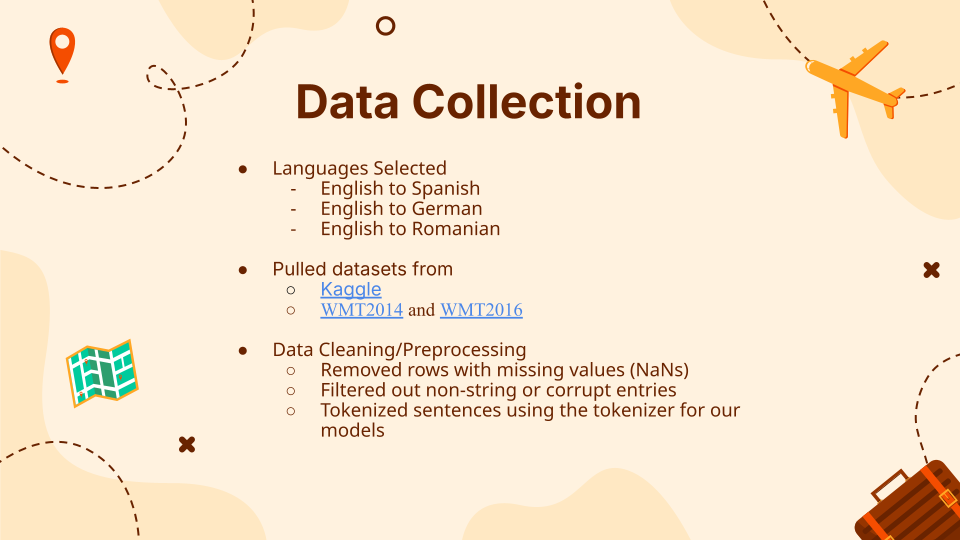 Data Collection
● Languages Selected
- English to Spanish
- English to German
- English to Romanian
● Pulled datasets from
○ Kaggle
○ WMT2014 and WMT2016
● Data Cleaning/Preprocessing
○ Removed rows with missing values (NaNs)
○ Filtered out non-string or corrupt entries
○ Tokenized sentences using the tokenizer for our
models